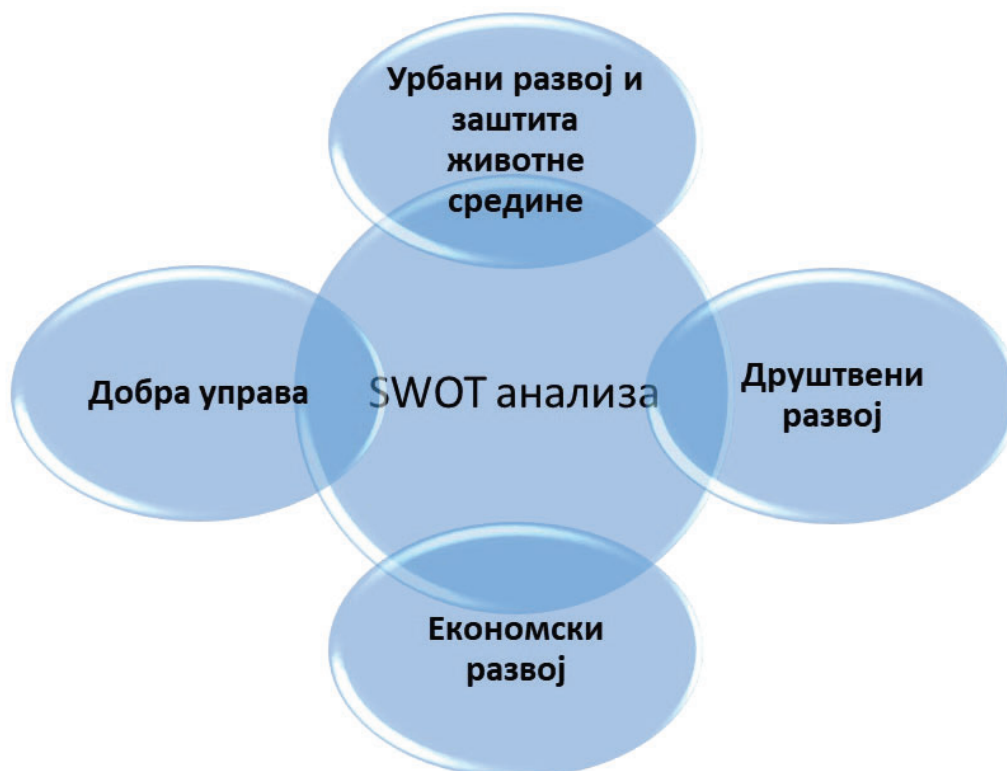 Урбани развој и
заштита
животне
средине
Добра управа
SWOT анализа
Друштвени
развој
Економски
развој